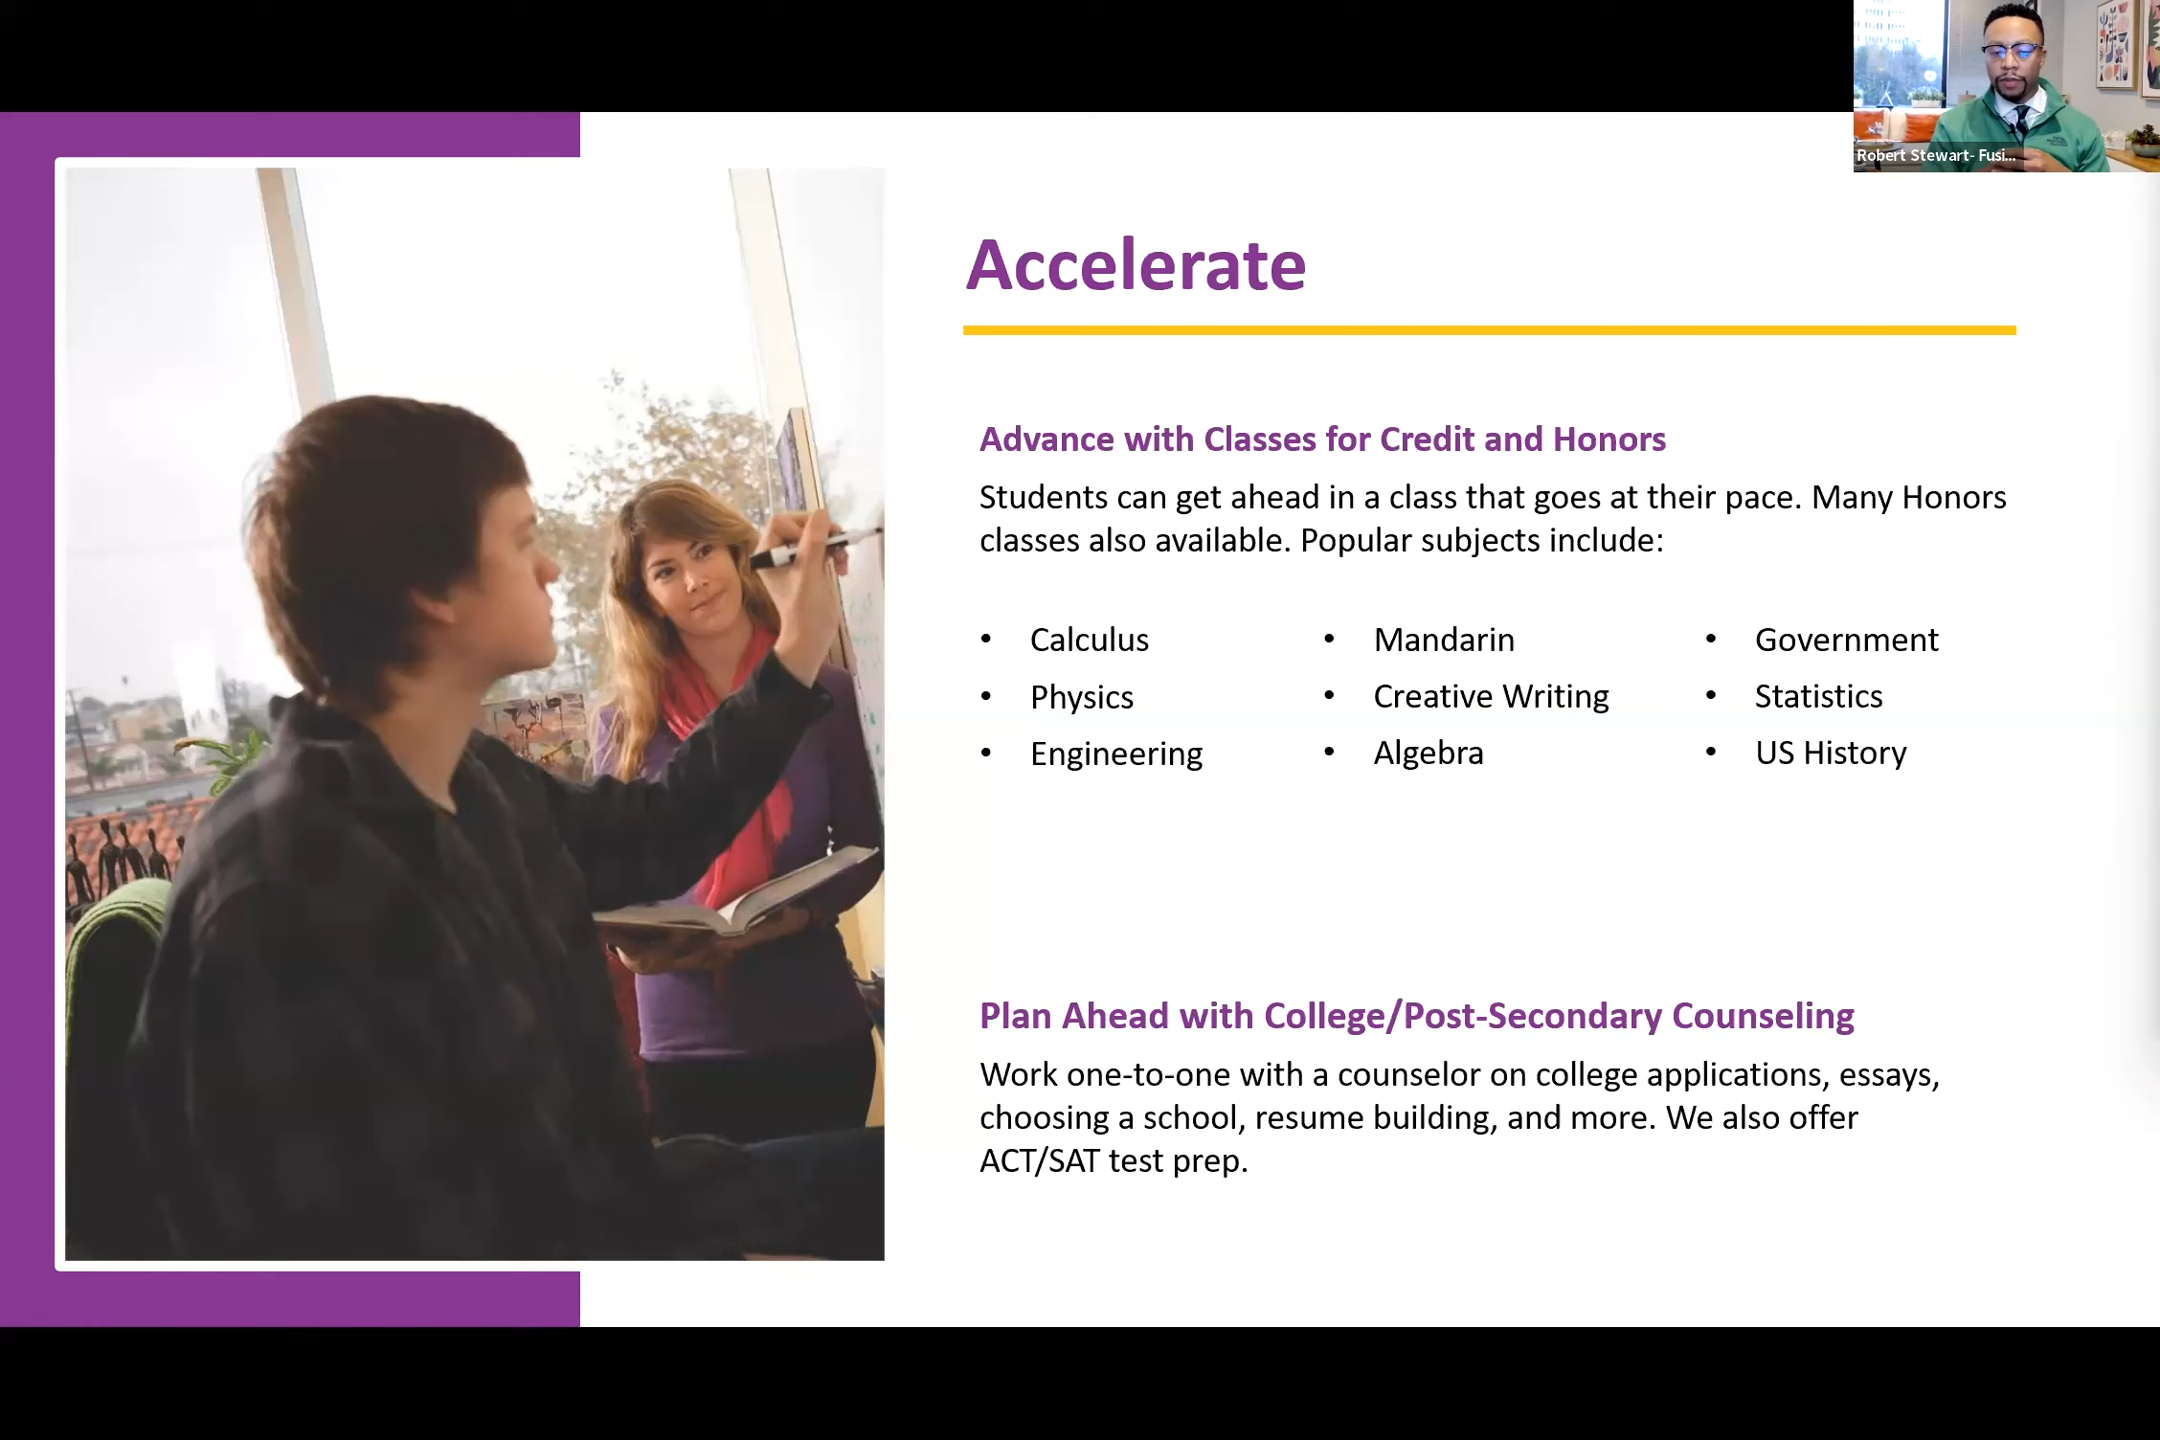 Robert Stewart- Fusi...
Accelerate
Advance with Classes for Credit and Honors
Students can get ahead in a class that goes at their pace. Many Honors
classes also available. Popular subjects include:
• Calculus
• Physics
• Engineering
• Mandarin
• Creative Writing
• Algebra
• Government
• Statistics
• US History
Plan Ahead with College/Post-Secondary Counseling
Work one-to-one with a counselor on college applications, essays,
choosing a school, resume building, and more. We also offer
ACT/SAT test prep.